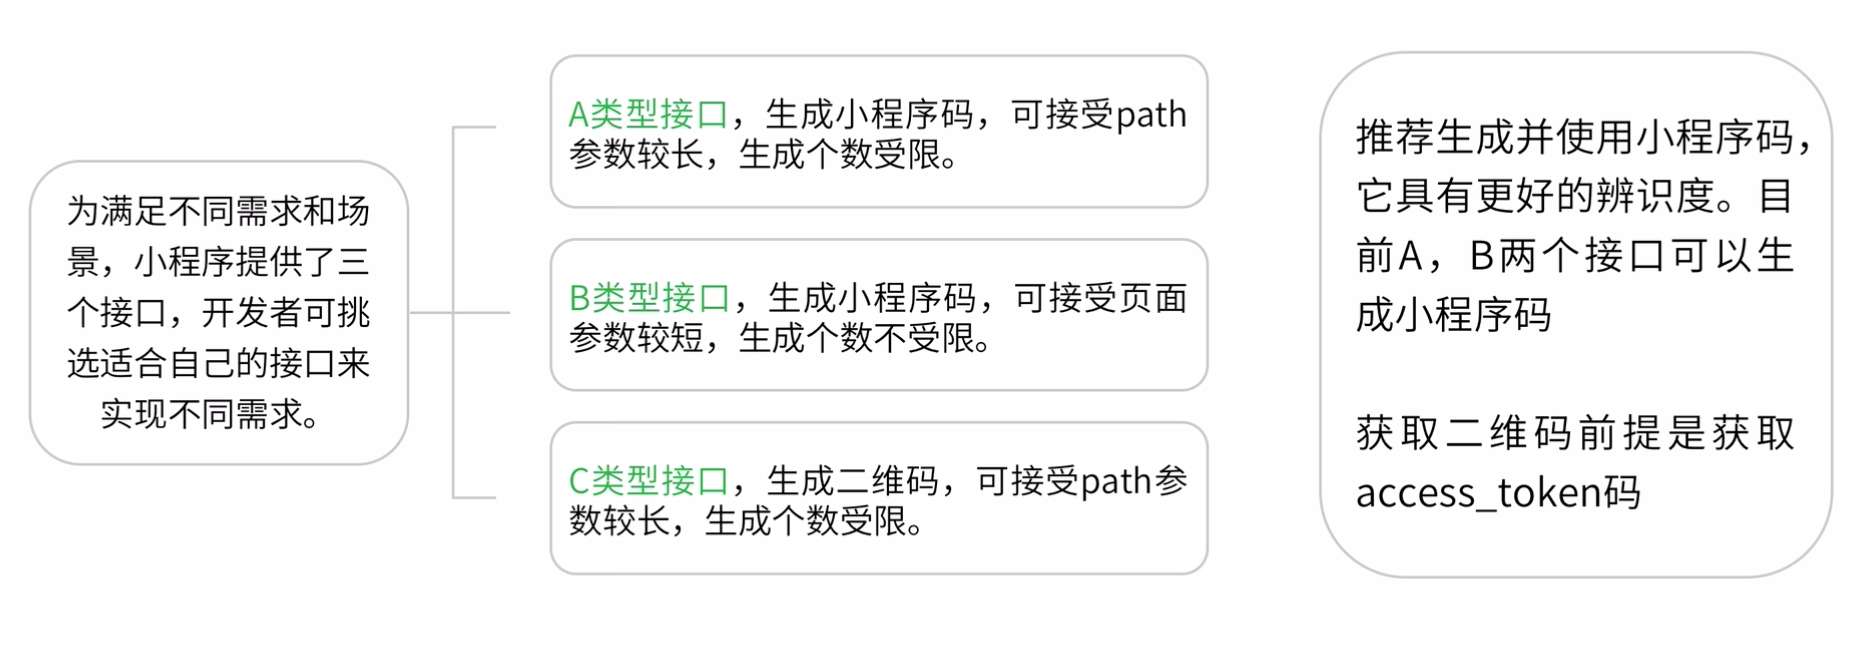 为满足不同需求和场
景，小程序提供了三
个接口，开发者可挑
选适合自己的接口来
实现不同需求。
A类型接口，生成小程序码，可接受path
参数较长，生成个数受限。
B类型接口，生成小程序码，可接受页面
参数较短，生成个数不受限。
C类型接口，生成二维码，可接受path参
数较长，生成个数受限。
推荐生成并使用小程序码，
它具有更好的辨识度。目
前A，B两个接口可以生
成小程序码
获取二维码前提是获取
access_token码